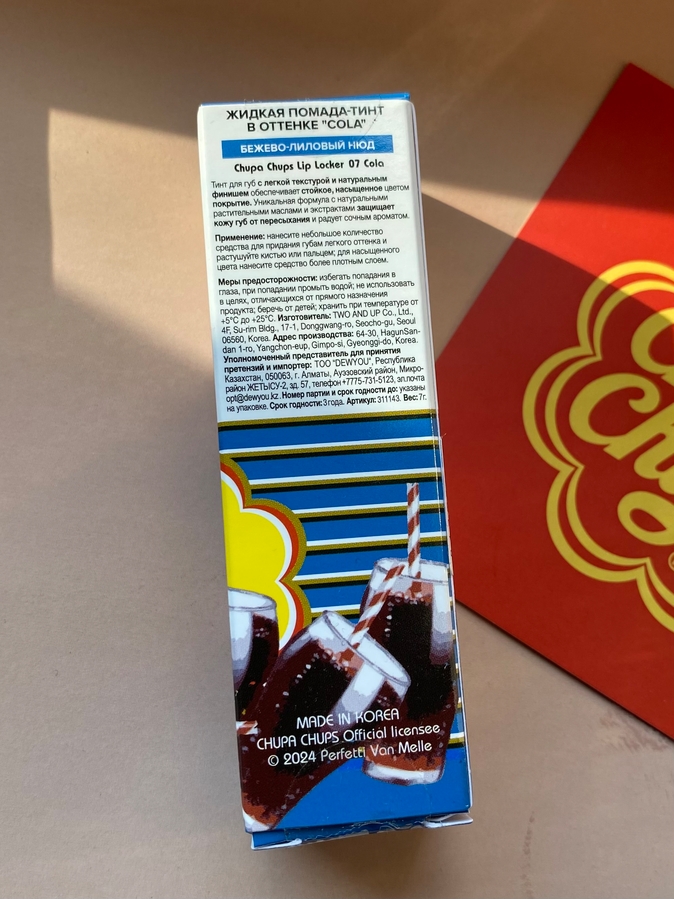 ЖИДКАЯ ПОМАДА-ТИНТ
В ОТТЕНКЕ "COLA"
БЕЖЕВО-ЛИЛОВЫЙ НЮД
Chupa Chups Lip Locker 07 Cola
Тинт для губ с легкой текстурой и натуральным
финишем обеспечивает стойкое, насыщенное цветом
покрытие. Уникальная формула с натуральными
растительными маслами и экстрактами защищает
кожу губ от пересыхания и радует сочным ароматом.
Применение: нанесите небольшое количество
средства для придания губам легкого оттенка и
растушуйте кистью или пальцем; для насыщенного
цвета нанесите средство более плотным слоем.
Меры предосторожности: избегать попадания в
глаза, при попадании промыть водой; не использовать
в целях, отличающихся от прямого назначения
продукта; беречь от детей; хранить при температуре от
+5°С до +25°С. Изготовитель: TWO AND UP Co., Ltd.,
4F, Su-rim Bldg., 17-1, Donggwang-ro, Seocho-gu, Seoul
06560, Korea. Адрес производства: 64-30, HagunSan-
dan 1-ro, Yangchon-eup, Gimpo-si, Gyeonggi-do, Korea.
Уполномоченный представитель для принятия
претензий и импортер: ТОО "DEWYOU", Республика
Казахстан, 050063, г. Алматы, Ауэзовский район, Микро-
район ЖЕТЫСУ-2, зд. 57, телефон +7775-731-5123, эл.почта
opt@dewyou.kz. Номер партии и срок годности до: указаны
на упаковке. Срок годности: 3 года. Артикул: 311143. Вес: 7г.
MADE IN KOREA
CHUPA CHUPS Official licensee
© 2024 Perfetti Van Melle